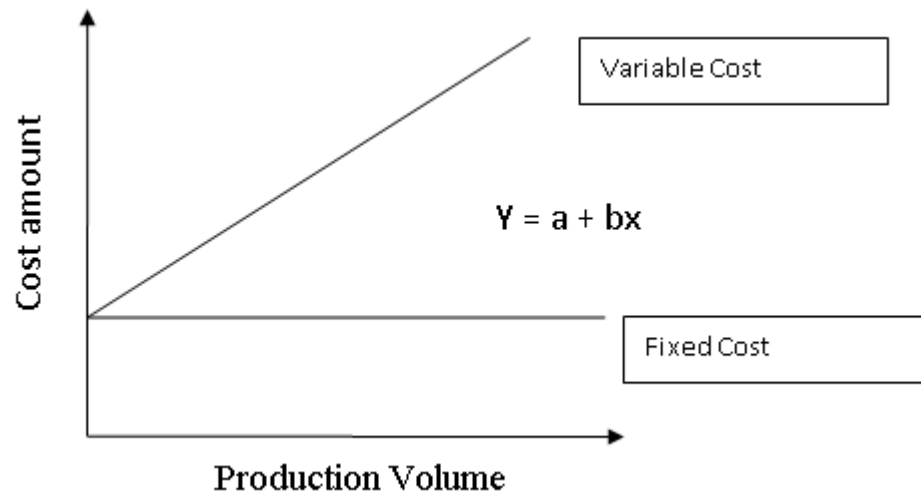 Variable Cost
Cost amount
Y = a + bx
Fixed Cost
Production Volume